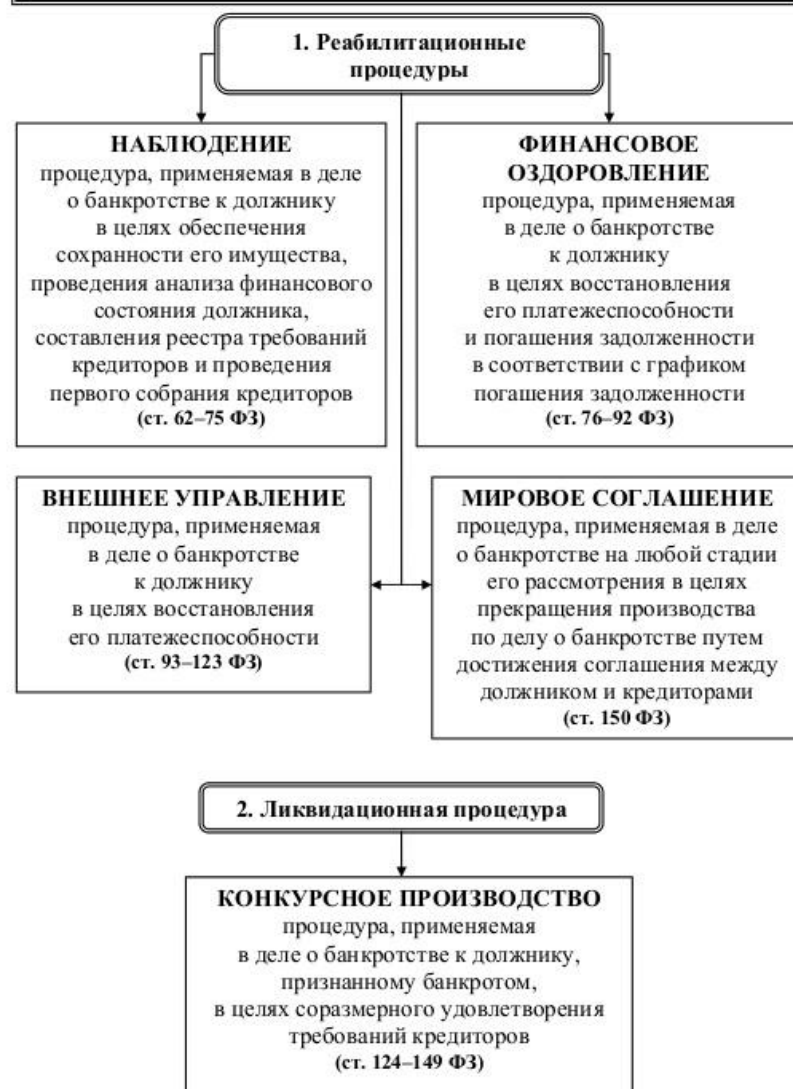 1. Реабилитационные
процедуры
НАБЛЮДЕНИЕ
процедура, применяемая в деле
о банкротстве к должнику
в целях обеспечения
сохранности его имущества,
проведения анализа финансового
состояния должника,
составления реестра требований
кредиторов и проведения
первого собрания кредиторов
(ст. 62–75 ФЗ)
ФИНАНСОВОЕ
ОЗДОРОВЛЕНИЕ
процедура, применяемая
в деле о банкротстве
к должнику
в целях восстановления
его платежеспособности
и погашения задолженности
в соответствии с графиком
погашения задолженности
(ст. 76–92 ФЗ)
ВНЕШНЕЕ УПРАВЛЕНИЕ
процедура, применяемая
в деле о банкротстве
к должнику
в целях восстановления
его платежеспособности
(ст. 93–123 ФЗ)
МИРОВОЕ СОГЛАШЕНИЕ
процедура, применяемая в деле
о банкротстве на любой стадии
его рассмотрения в целях
прекращения производства
по делу о банкротстве путем
достижения соглашения между
должником и кредиторами
(ст. 150 ФЗ)
2. Ликвидационная процедура
КОНКУРСНОЕ ПРОИЗВОДСТВО
процедура, применяемая
в деле о банкротстве к должнику,
признанному банкротом,
в целях соразмерного удовлетворения
требований кредиторов
(ст. 124–149 ФЗ)